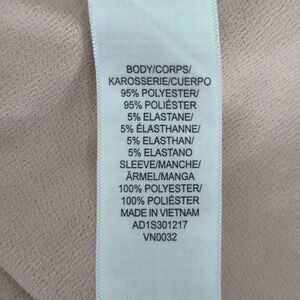 BODY/CORPS/
KAROSSERIE/CUERPO
95% POLYESTER/
95% POLIÉSTER
5% ELASTANE/
5% ÉLASTHANNE/
5% ELASTHAN/
5% ELASTANO
SLEEVE/MANCHE/
ÄRMEL/MANGA
100% POLYESTER/
100% POLIÉSTER
MADE IN VIETNAM
AD1S301217
VN0032